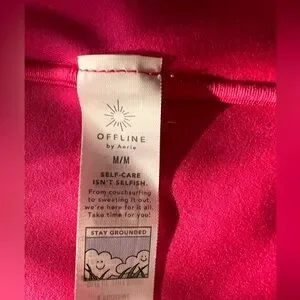 OFFLINE
by Aerie
M/M
SELF-CARE
ISN'T SELFISH.
From couchsurfing
to sweating it out,
we're here for it all.
Take time for you!
STAY GROUNDED